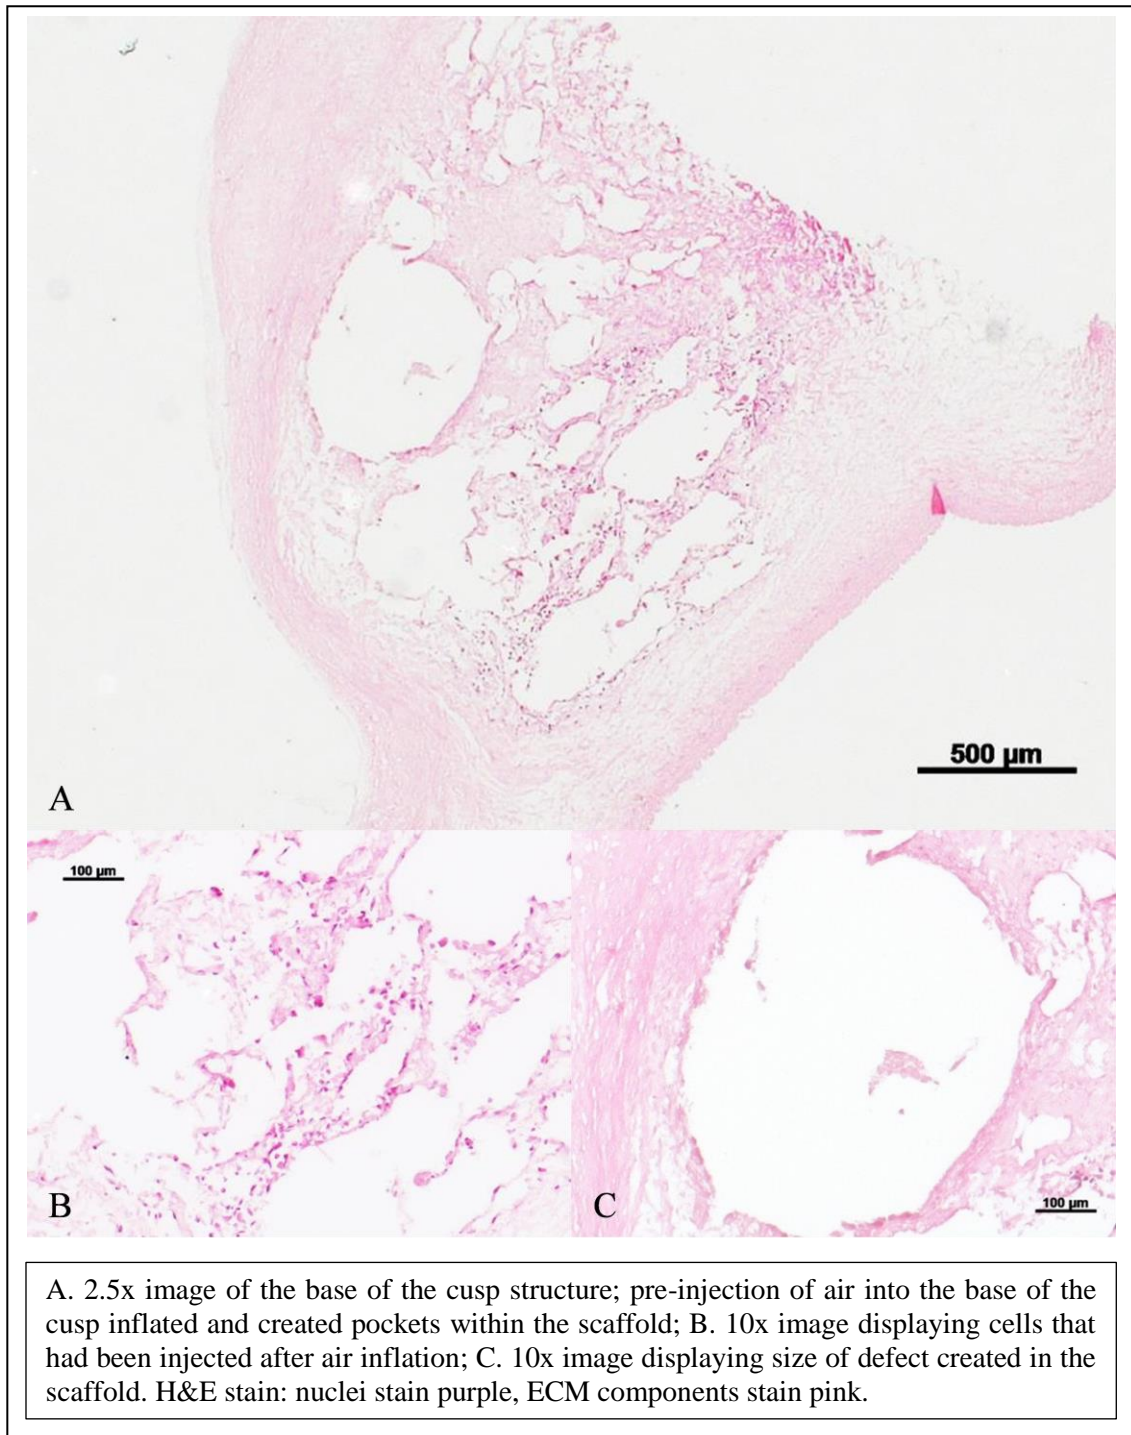 500 µm
A
100 µm
B
C
100 µm
A. 2.5x image of the base of the cusp structure; pre-injection of air into the base of the
cusp inflated and created pockets within the scaffold; B. 10x image displaying cells that
had been injected after air inflation; C. 10x image displaying size of defect created in the
scaffold. H&E stain: nuclei stain purple, ECM components stain pink.